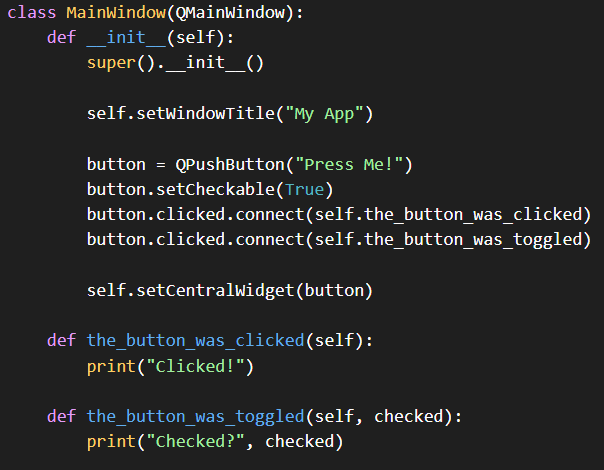 class MainWindow(QMainWindow):
    def __init__(self):
        super().__init__()
        self.setWindowTitle("My App")
        button = QPushButton("Press Me!")
        button.setCheckable(True)
        button.clicked.connect(self.the_button_was_clicked)
        button.clicked.connect(self.the_button_was_toggled)
        self.setCentralWidget(button)
    def the_button_was_clicked(self):
        print("Clicked!")
    def the_button_was_toggled(self, checked):
        print("Checked?", checked)